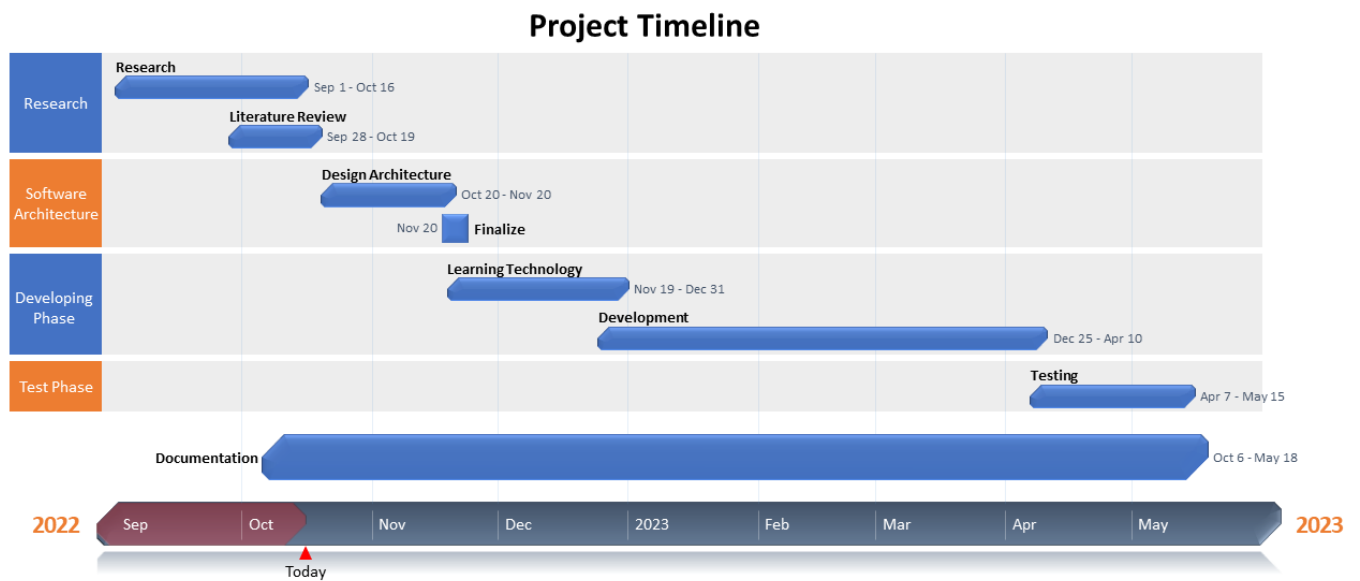 Project Timeline
Research
Research
Sep 1 - Oct 16
Literature Review
Sep 28 - Oct 19
Software
Architecture
Design Architecture
Oct 20 - Nov 20
Nov 20
Finalize
Developing
Phase
Learning Technology
Nov 19 - Dec 31
Development
Dec 25 - Apr 10
Test Phase
Testing
Apr 7 - May 15
Documentation
Oct 6 - May 18
2022
Sep
Oct
Nov
Dec
2023
Feb
Mar
Apr
May
2023
Today